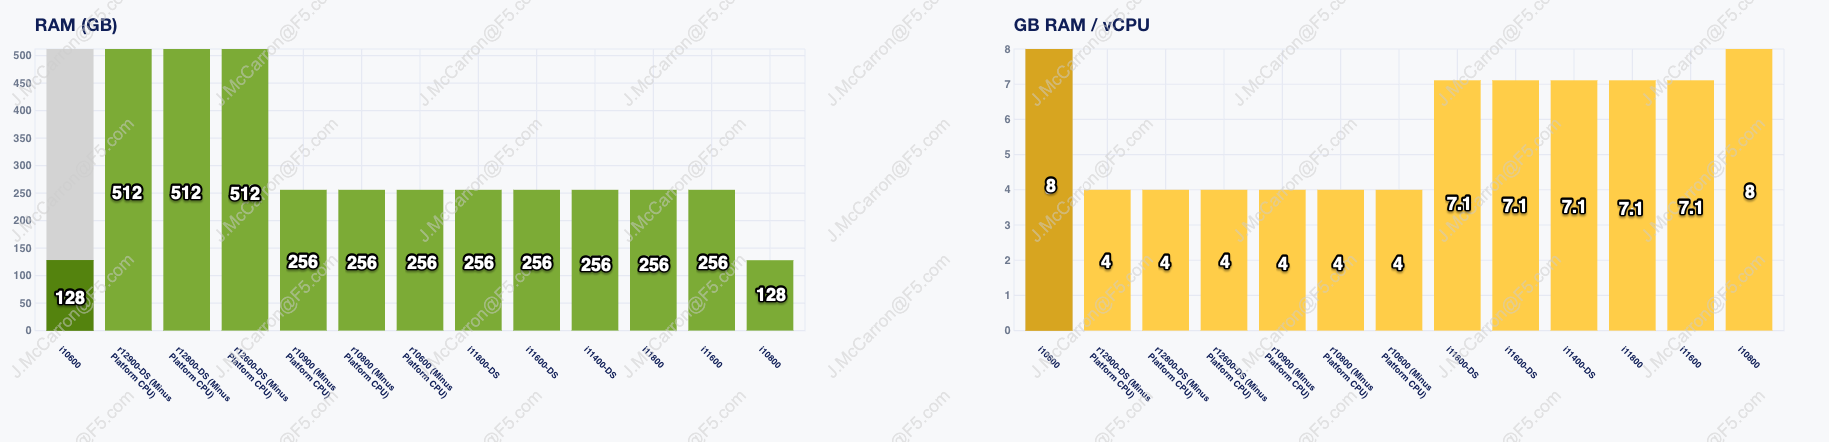 RAM (GB)
500
450
400
350
300
250
200
150
100
50
0
128
512
512
512
256
256
256
256
256
256
256
256
128
i10600
r12900-DS (Minus
Platform CPU)
r12800-DS (Minus
Platform CPU)
r12600-DS (Minus
Platform CPU)
r10900 (Minus
Platform CPU)
r10800 (Minus
Platform CPU)
r10600 (Minus
Platform CPU)
i11800-DS
i11600-DS
i11400-DS
i11800
i11600
i10800
GB RAM / vCPU
8
7
6
5
4
3
2
1
0
8
4
4
4
4
4
4
7.1
7.1
7.1
7.1
7.1
8
i10600
r12900-DS (Minus
Platform CPU)
r12800-DS (Minus
Platform CPU)
r12600-DS (Minus
Platform CPU)
r10900 (Minus
Platform CPU)
r10800 (Minus
Platform CPU)
r10600 (Minus
Platform CPU)
i11800-DS
i11600-DS
i11400-DS
i11800
i11600
i10800
J.McCarron@F5.com